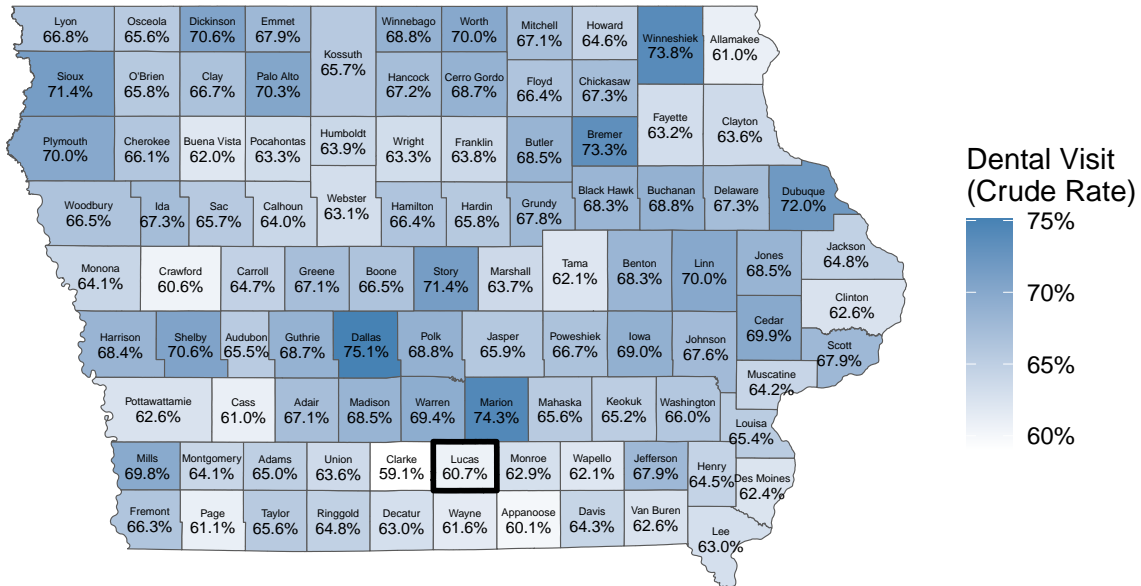 Lyon
66.8%
Osceola
65.6%
Dickinson
70.6%
Emmet
67.9%
Kossuth
65.7%
Winnebago
68.8%
Worth
70.0%
Mitchell
67.1%
Howard
64.6%
Winneshiek
73.8%
Allamakee
61.0%
Sioux
71.4%
O'Brien
65.8%
Clay
66.7%
Palo Alto
70.3%
Hancock
67.2%
Cerro Gordo
68.7%
Floyd
66.4%
Chickasaw
67.3%
Fayette
63.2%
Clayton
63.6%
Plymouth
70.0%
Cherokee
66.1%
Buena Vista
62.0%
Pocahontas
63.3%
Humboldt
63.9%
Wright
63.3%
Franklin
63.8%
Butler
68.5%
Bremer
73.3%
Woodbury
66.5%
Ida
67.3%
Sac
65.7%
Calhoun
64.0%
Webster
63.1%
Hamilton
66.4%
Hardin
65.8%
Grundy
67.8%
Black Hawk
68.3%
Buchanan
68.8%
Delaware
67.3%
Dubuque
72.0%
Monona
64.1%
Crawford
60.6%
Carroll
64.7%
Greene
67.1%
Boone
66.5%
Story
71.4%
Marshall
63.7%
Tama
62.1%
Benton
68.3%
Linn
70.0%
Jones
68.5%
Jackson
64.8%
Clinton
62.6%
Harrison
68.4%
Shelby
70.6%
Audubon
65.5%
Guthrie
68.7%
Dallas
75.1%
Polk
68.8%
Jasper
65.9%
Poweshiek
66.7%
Iowa
69.0%
Johnson
67.6%
Cedar
69.9%
Scott
67.9%
Muscatine
64.2%
Pottawattamie
62.6%
Cass
61.0%
Adair
67.1%
Madison
68.5%
Warren
69.4%
Marion
74.3%
Mahaska
65.6%
Keokuk
65.2%
Washington
66.0%
Louisa
65.4%
Mills
69.8%
Montgomery
64.1%
Adams
65.0%
Union
63.6%
Clarke
59.1%
Lucas
60.7%
Monroe
62.9%
Wapello
62.1%
Jefferson
67.9%
Henry
64.5%
Des Moines
62.4%
Fremont
66.3%
Page
61.1%
Taylor
65.6%
Ringgold
64.8%
Decatur
63.0%
Wayne
61.6%
Appanoose
60.1%
Davis
64.3%
Van Buren
62.6%
Lee
63.0%
Dental Visit
(Crude Rate)
75%
70%
65%
60%